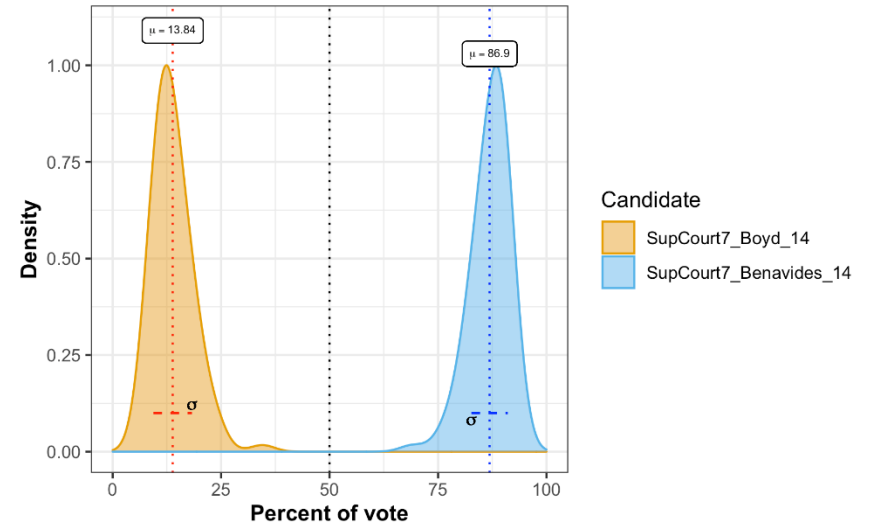 μ = 13.84
μ = 86.9
1.00
0.75
0.50
0.25
0.00
Density
σ
σ
0
25
50
75
100
Percent of vote
Candidate
SupCourt7_Boyd_14
SupCourt7_Benavides_14